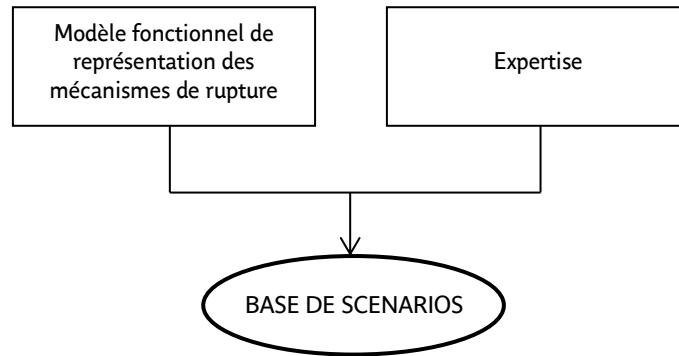 Modèle fonctionnel de
représentation des
mécanismes de rupture
Expertise
BASE DE SCENARIOS